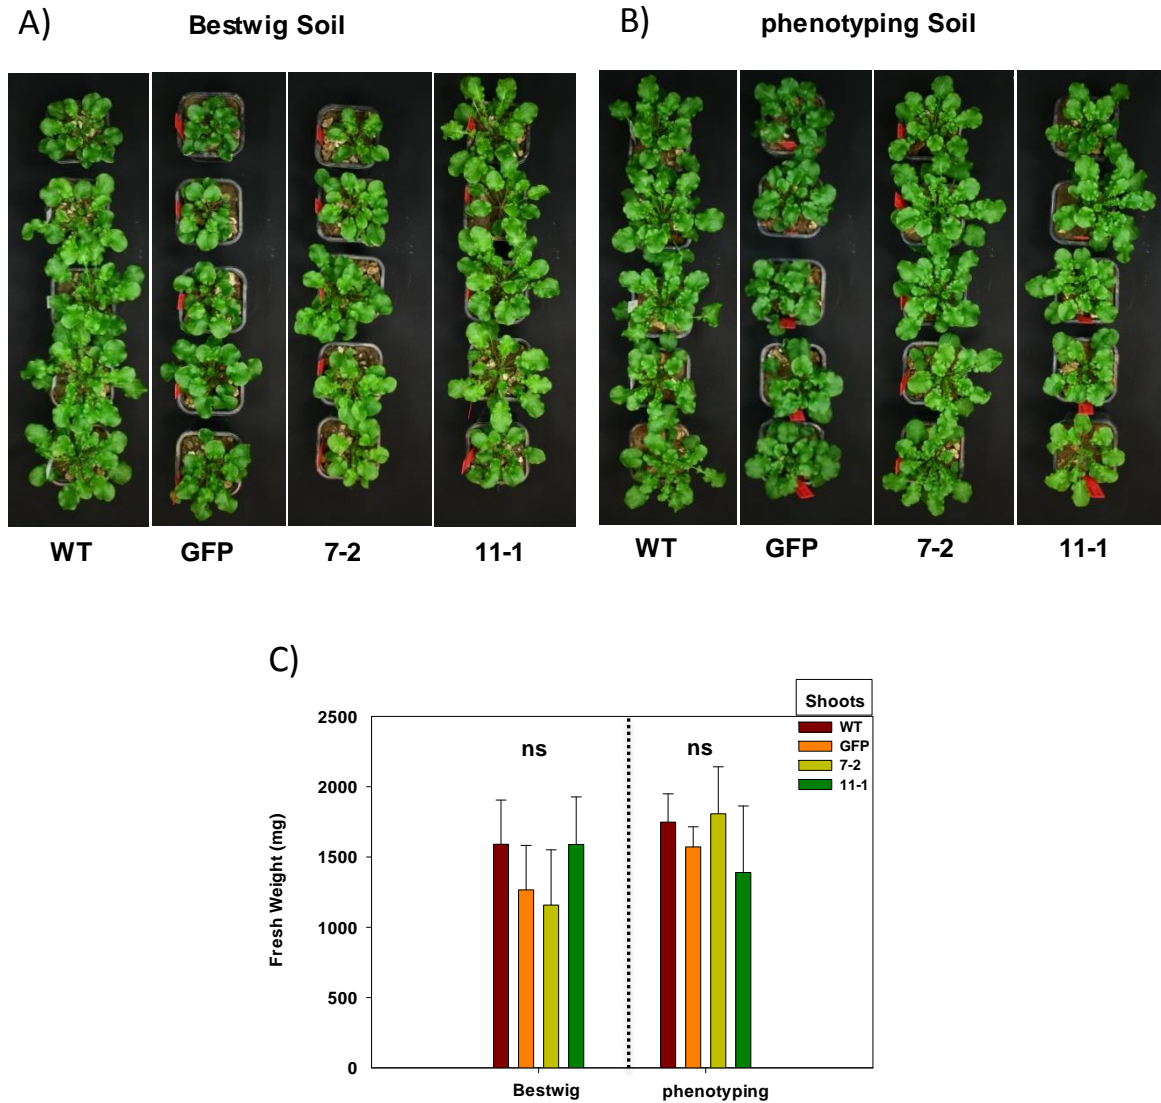 A)
Bestwig Soil
WT
GFP
7-2
11-1
B)
phenotyping Soil
WT
GFP
7-2
11-1
C)
Shoots
WT
GFP
7-2
11-1
ns
ns
Fresh Weight (mg)
2500
2000
1500
1000
500
0
Bestwig
phenotyping